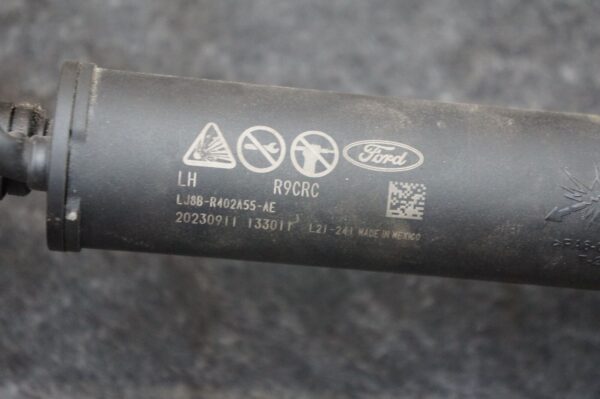 Ford
LH R9CRC
LJ8B-R402A55-AE
20230911 133011 L21-241 MADE IN MEXICO